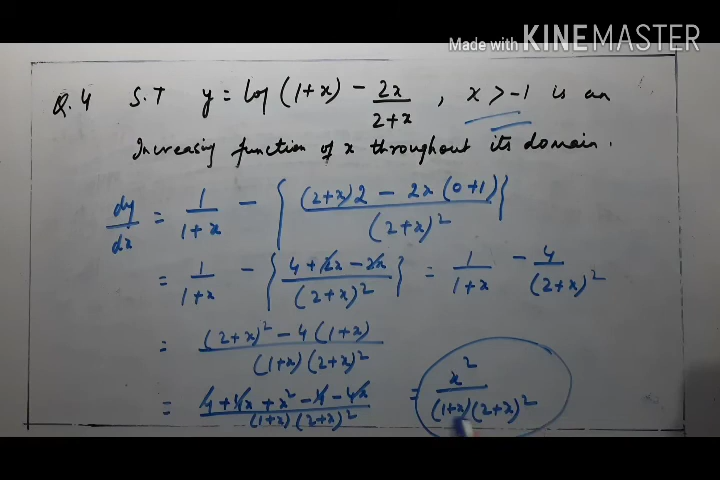 Made with KINEMASTER
Q.4 S.T y = log (1+x) - 2x/(2+x) , x > -1 is an
Increasing function of x throughout its domain.
dy/dx = 1/(1+x) - { ((2+x)2 - 2x(0+1))/(2+x)² }
= 1/(1+x) - { (4+2x-2x)/(2+x)² } = 1/(1+x) - 4/(2+x)²
= ((2+x)² - 4(1+x))/((1+x)(2+x)²)
= (4+4x+x²-4-4x)/((1+x)(2+x)²) = x²/((1+x)(2+x)²)